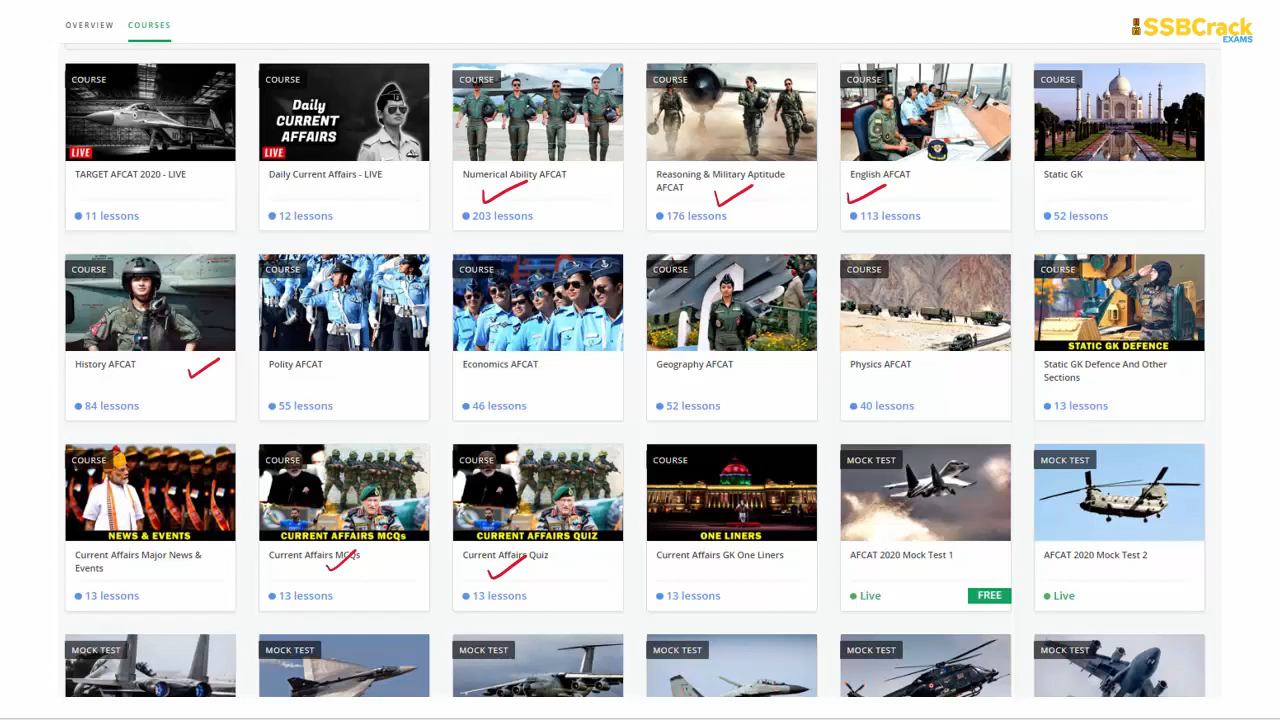 OVERVIEW COURSES
SSBCrack
EXAMS
COURSE
LIVE
TARGET AFCAT 2020 - LIVE
11 lessons
COURSE
Daily
CURRENT
AFFAIRS
LIVE
Daily Current Affairs - LIVE
12 lessons
COURSE
Numerical Ability AFCAT
203 lessons
COURSE
Reasoning & Military Aptitude
AFCAT
176 lessons
COURSE
English AFCAT
113 lessons
COURSE
Static GK
52 lessons
COURSE
History AFCAT
84 lessons
COURSE
Polity AFCAT
55 lessons
COURSE
Economics AFCAT
46 lessons
COURSE
Geography AFCAT
52 lessons
COURSE
Physics AFCAT
40 lessons
COURSE
STATIC GK DEFENCE
Static GK Defence And Other
Sections
13 lessons
COURSE
NEWS & EVENTS
Current Affairs Major News &
Events
13 lessons
COURSE
CURRENT AFFAIRS MCQs
Current Affairs MCQs
13 lessons
COURSE
CURRENT AFFAIRS QUIZ
Current Affairs Quiz
13 lessons
COURSE
ONE LINERS
Current Affairs GK One Liners
13 lessons
MOCK TEST
AFCAT 2020 Mock Test 1
Live
FREE
MOCK TEST
AFCAT 2020 Mock Test 2
Live
MOCK TEST
MOCK TEST
MOCK TEST
MOCK TEST
MOCK TEST
MOCK TEST